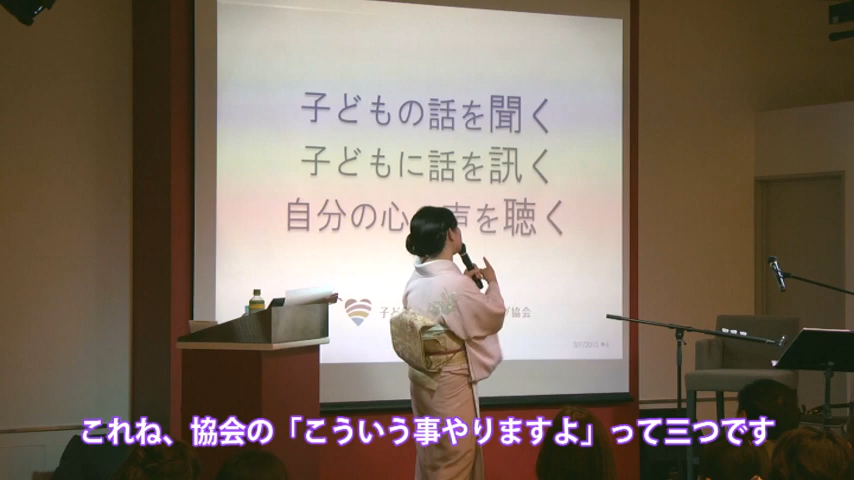 子どもの話を聞く
子どもに話を訊く
自分の心 声を聴く
子ど 協会
これね、協会の「こういう事やりますよ」って三つです